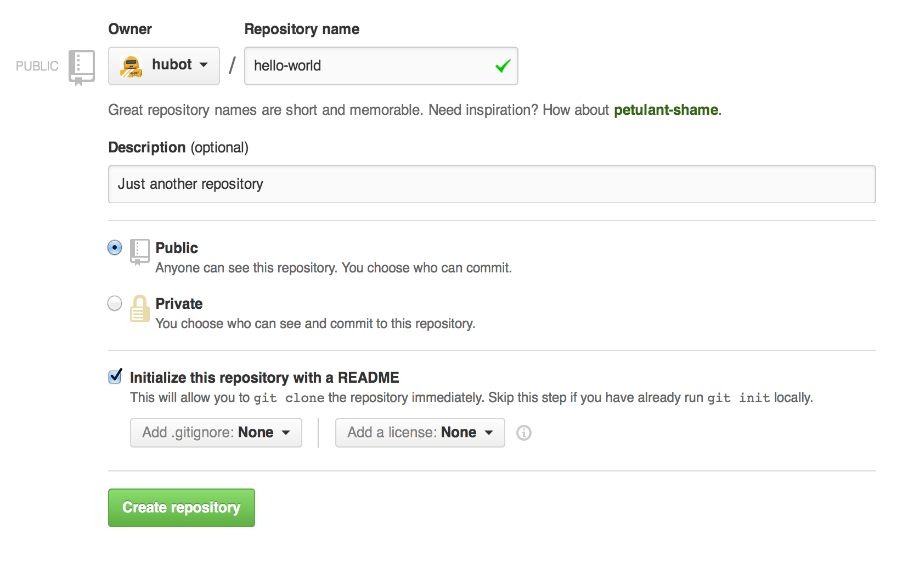 Owner Repository name
PUBLIC hubot / hello-world
Great repository names are short and memorable. Need inspiration? How about petulant-shame.
Description (optional)
Just another repository
Public
Anyone can see this repository. You choose who can commit.
Private
You choose who can see and commit to this repository.
Initialize this repository with a README
This will allow you to git clone the repository immediately. Skip this step if you have already run git init locally.
Add .gitignore: None Add a license: None
Create repository